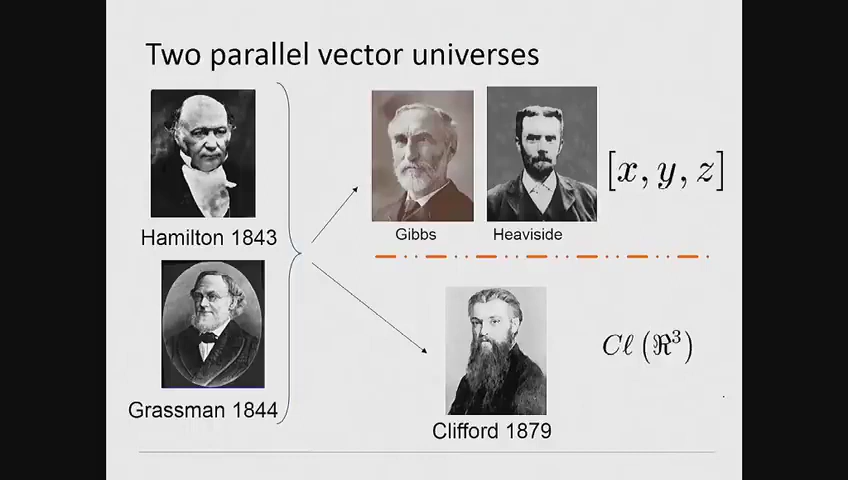 Two parallel vector universes
Hamilton 1843
Grassman 1844
Gibbs
Heaviside
[x, y, z]
Clifford 1879
Cℓ (ℜ³)